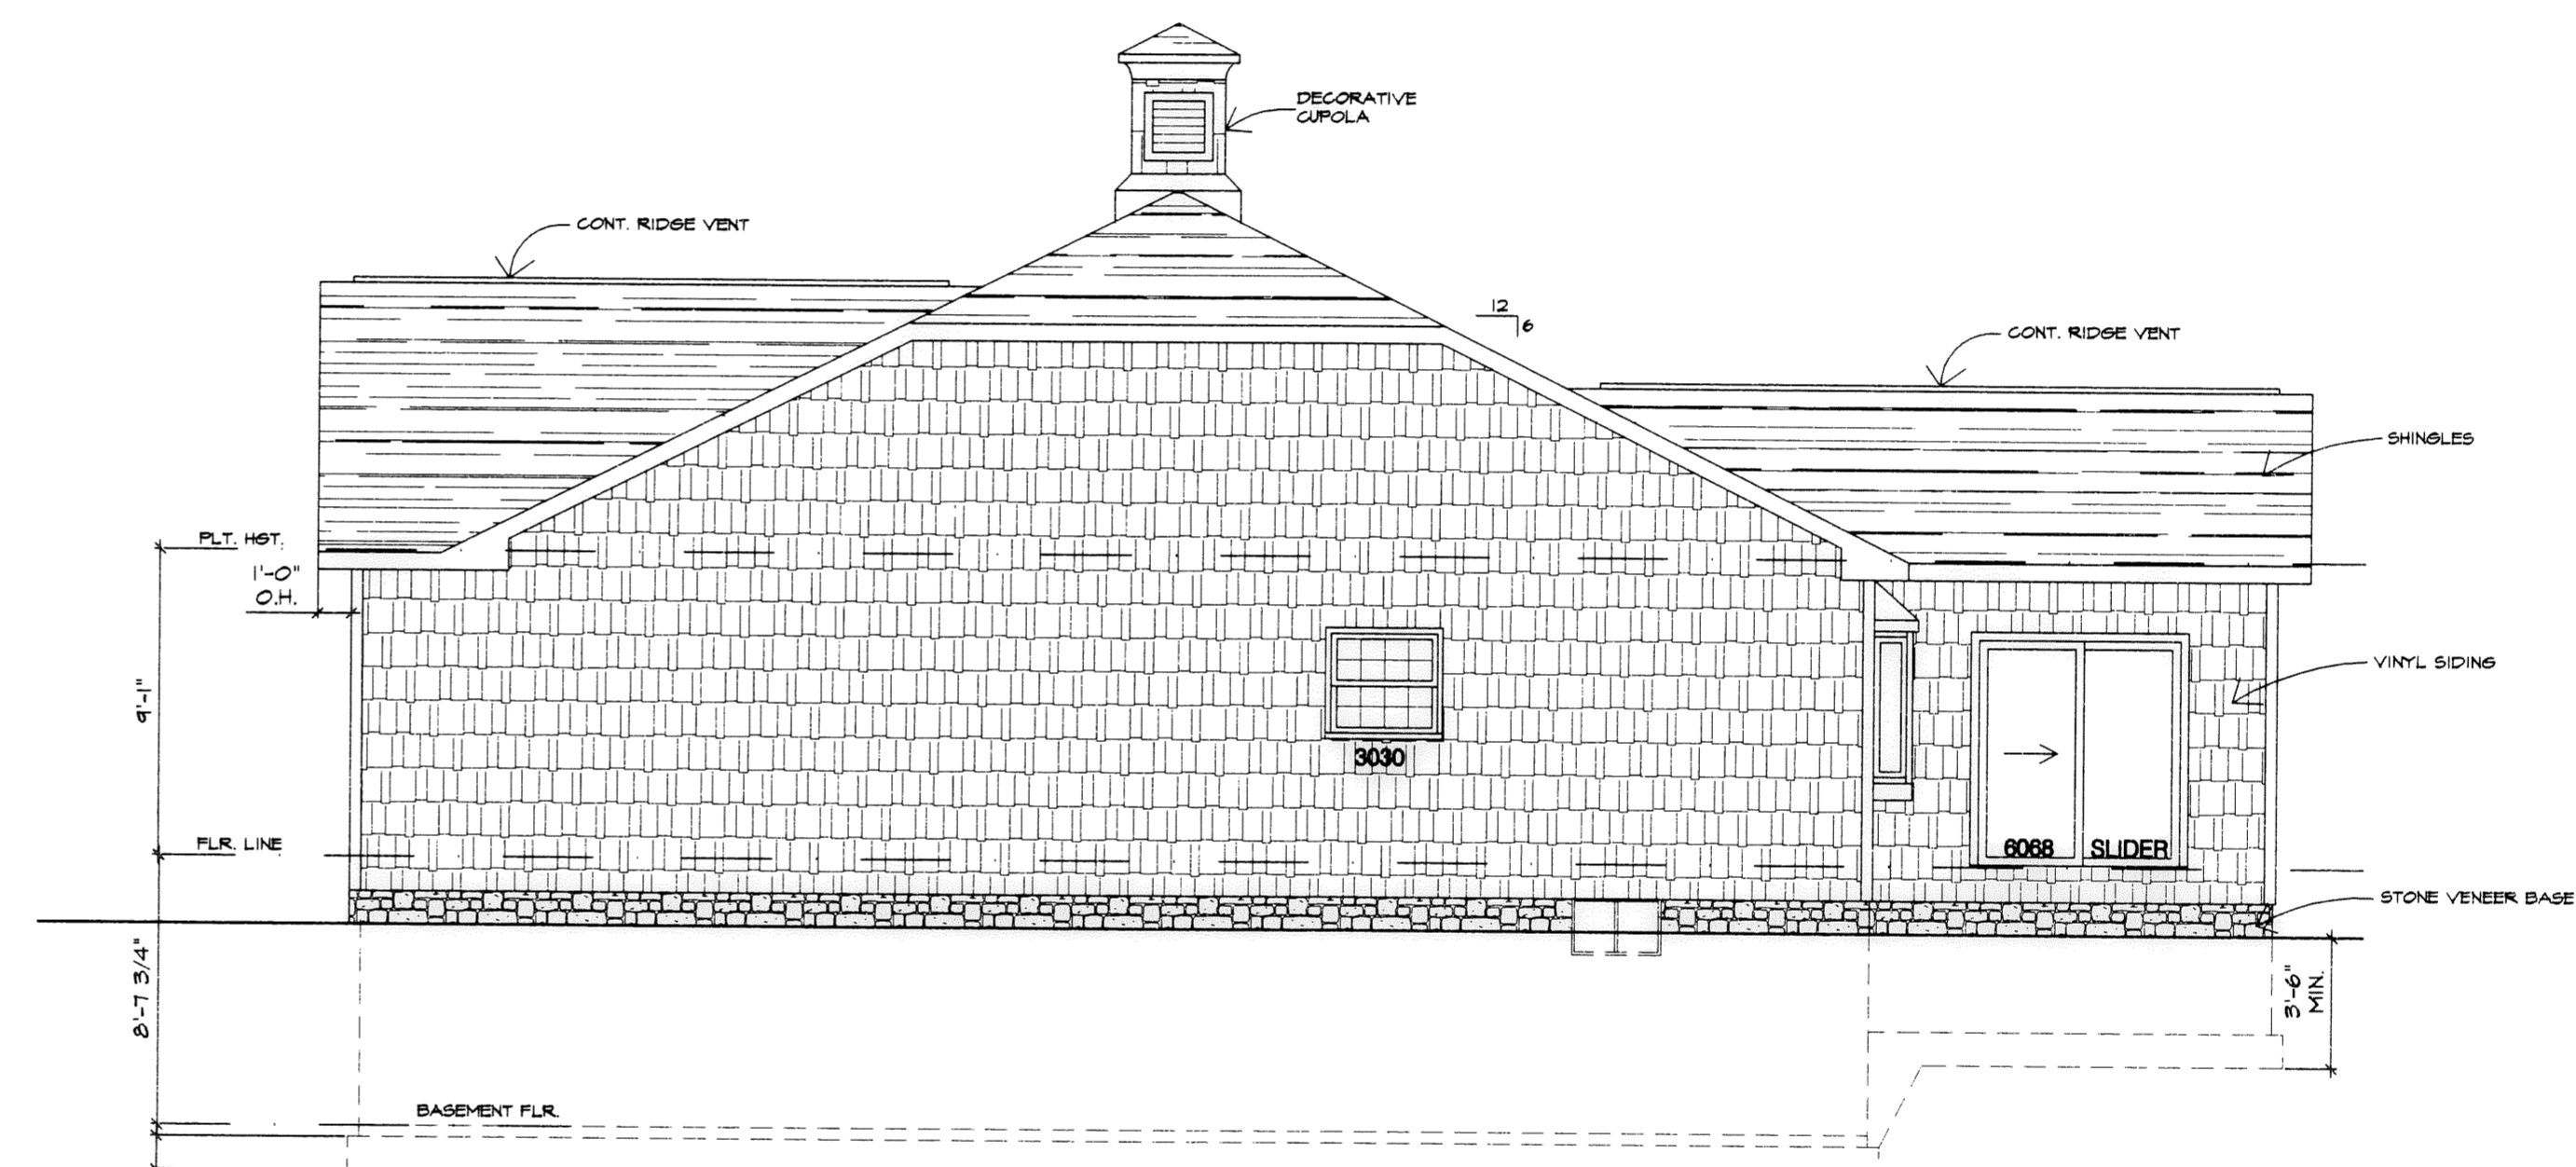 DECORATIVE
CUPOLA
CONT. RIDGE VENT
12
6
CONT. RIDGE VENT
SHINGLES
PLT. HGT.
1'-0"
O.H.
9'-1"
VINYL SIDING
3030
FLR. LINE
6068 SLIDER
STONE VENEER BASE
8'-7 3/4"
3'-6"
MIN.
BASEMENT FLR.